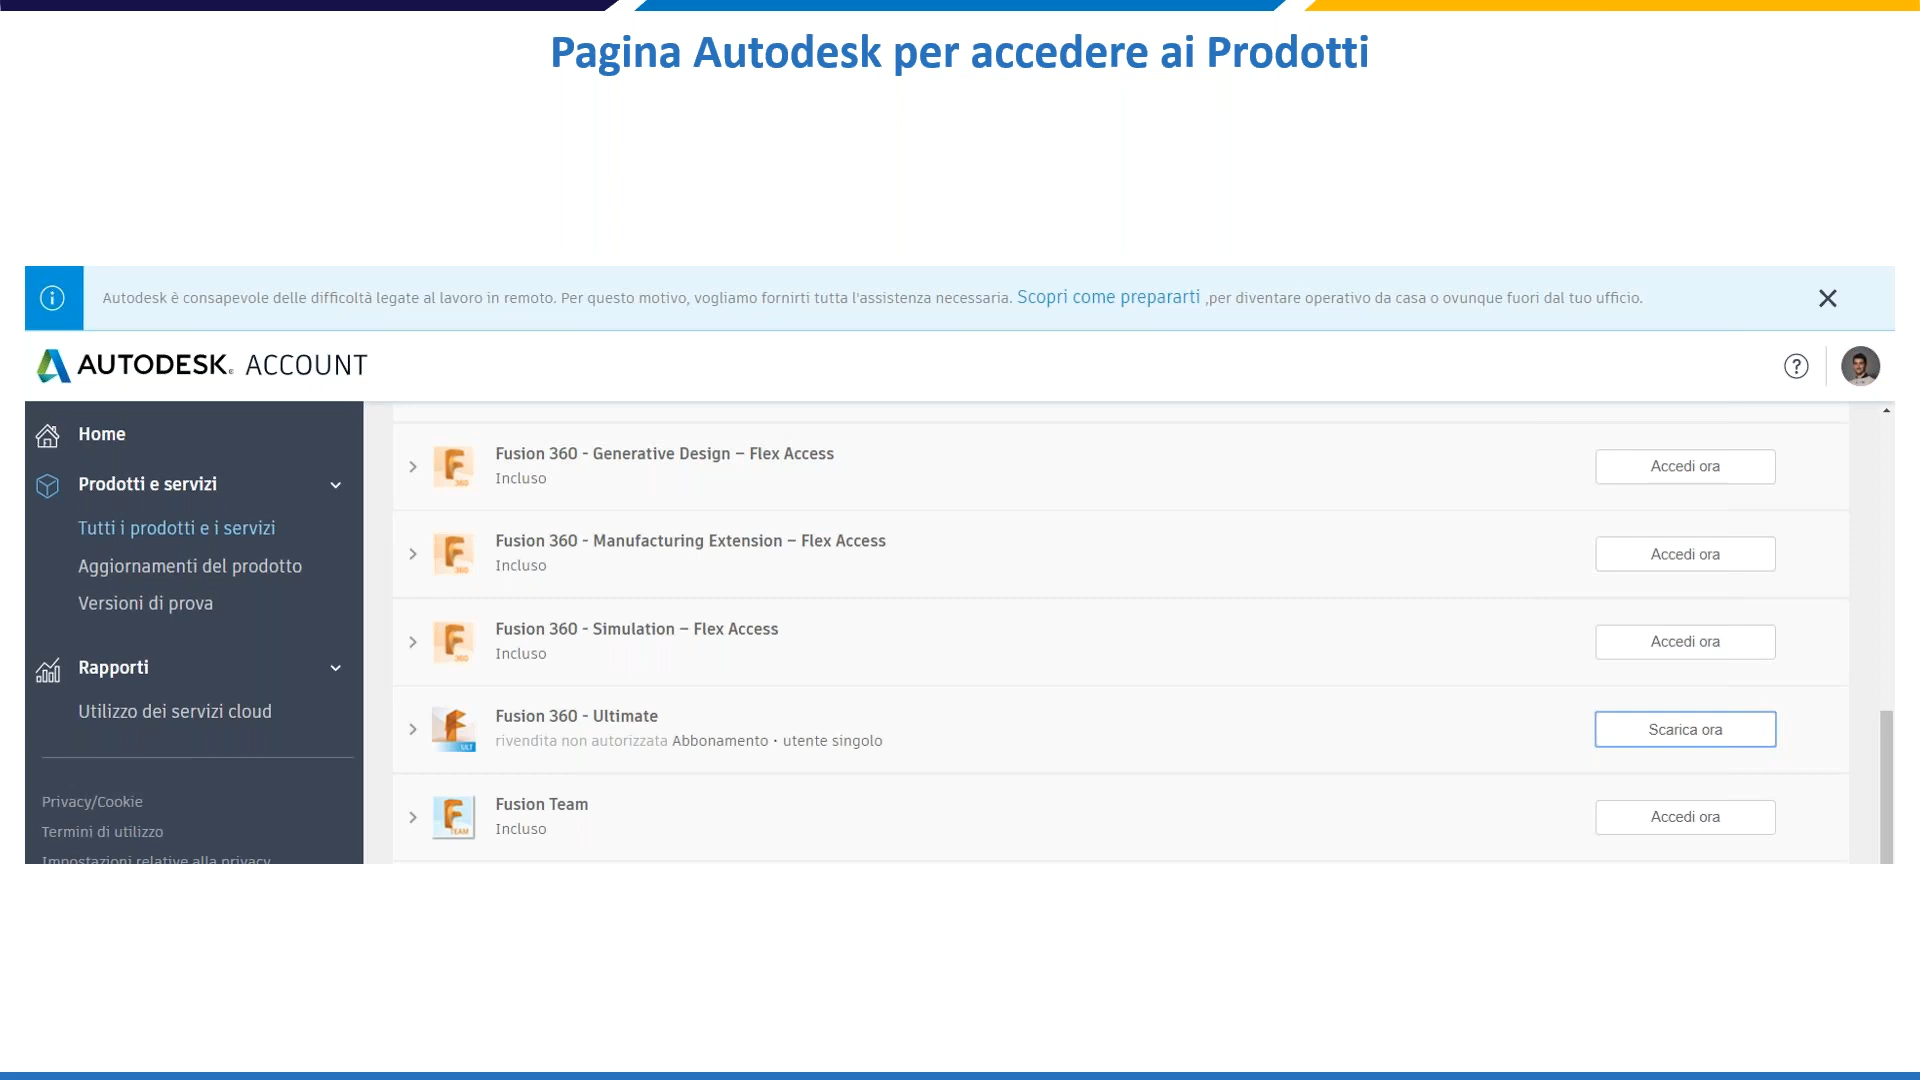 Pagina Autodesk per accedere ai Prodotti
Autodesk è consapevole delle difficoltà legate al lavoro in remoto. Per questo motivo, vogliamo fornirti tutta l'assistenza necessaria. Scopri come prepararti ,per diventare operativo da casa o ovunque fuori dal tuo ufficio.
AUTODESK® ACCOUNT
Home
Prodotti e servizi
Tutti i prodotti e i servizi
Aggiornamenti del prodotto
Versioni di prova
Rapporti
Utilizzo dei servizi cloud
Privacy/Cookie
Termini di utilizzo
Impostazioni relative alla privacy
Fusion 360 - Generative Design – Flex Access
Incluso
Accedi ora
Fusion 360 - Manufacturing Extension – Flex Access
Incluso
Accedi ora
Fusion 360 - Simulation – Flex Access
Incluso
Accedi ora
Fusion 360 - Ultimate
rivendita non autorizzata Abbonamento • utente singolo
Scarica ora
Fusion Team
Incluso
Accedi ora
360
360
360
ULT
TEAM